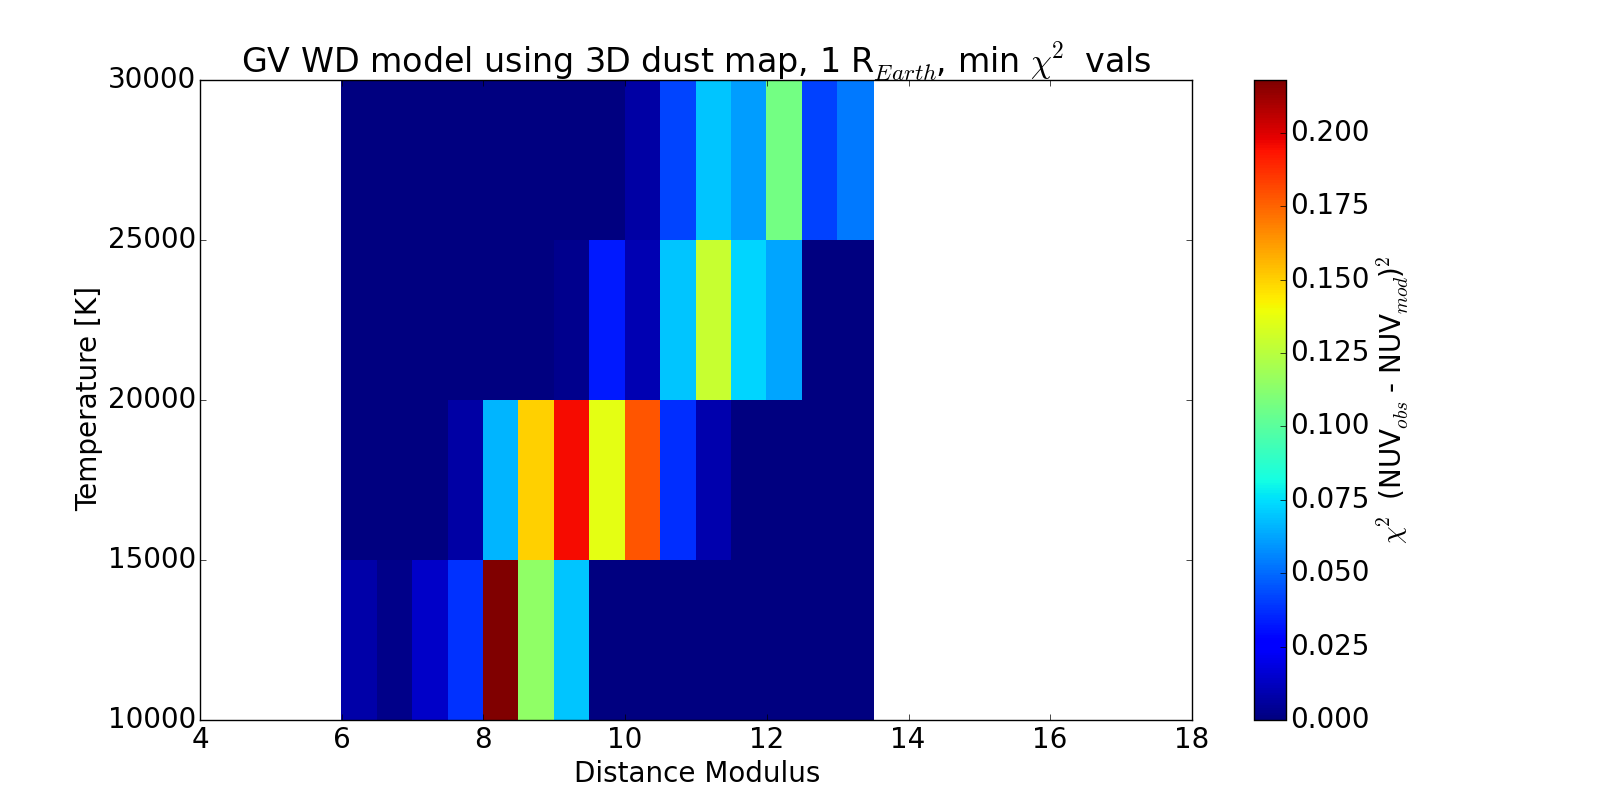 GV WD model using 3D dust map, 1 R_Earth, min χ² vals
30000
25000
20000
15000
10000
Temperature [K]
4 6 8 10 12 14 16 18
Distance Modulus
0.200
0.175
0.150
0.125
0.100
0.075
0.050
0.025
0.000
χ² (NUV_obs - NUV_mod)²